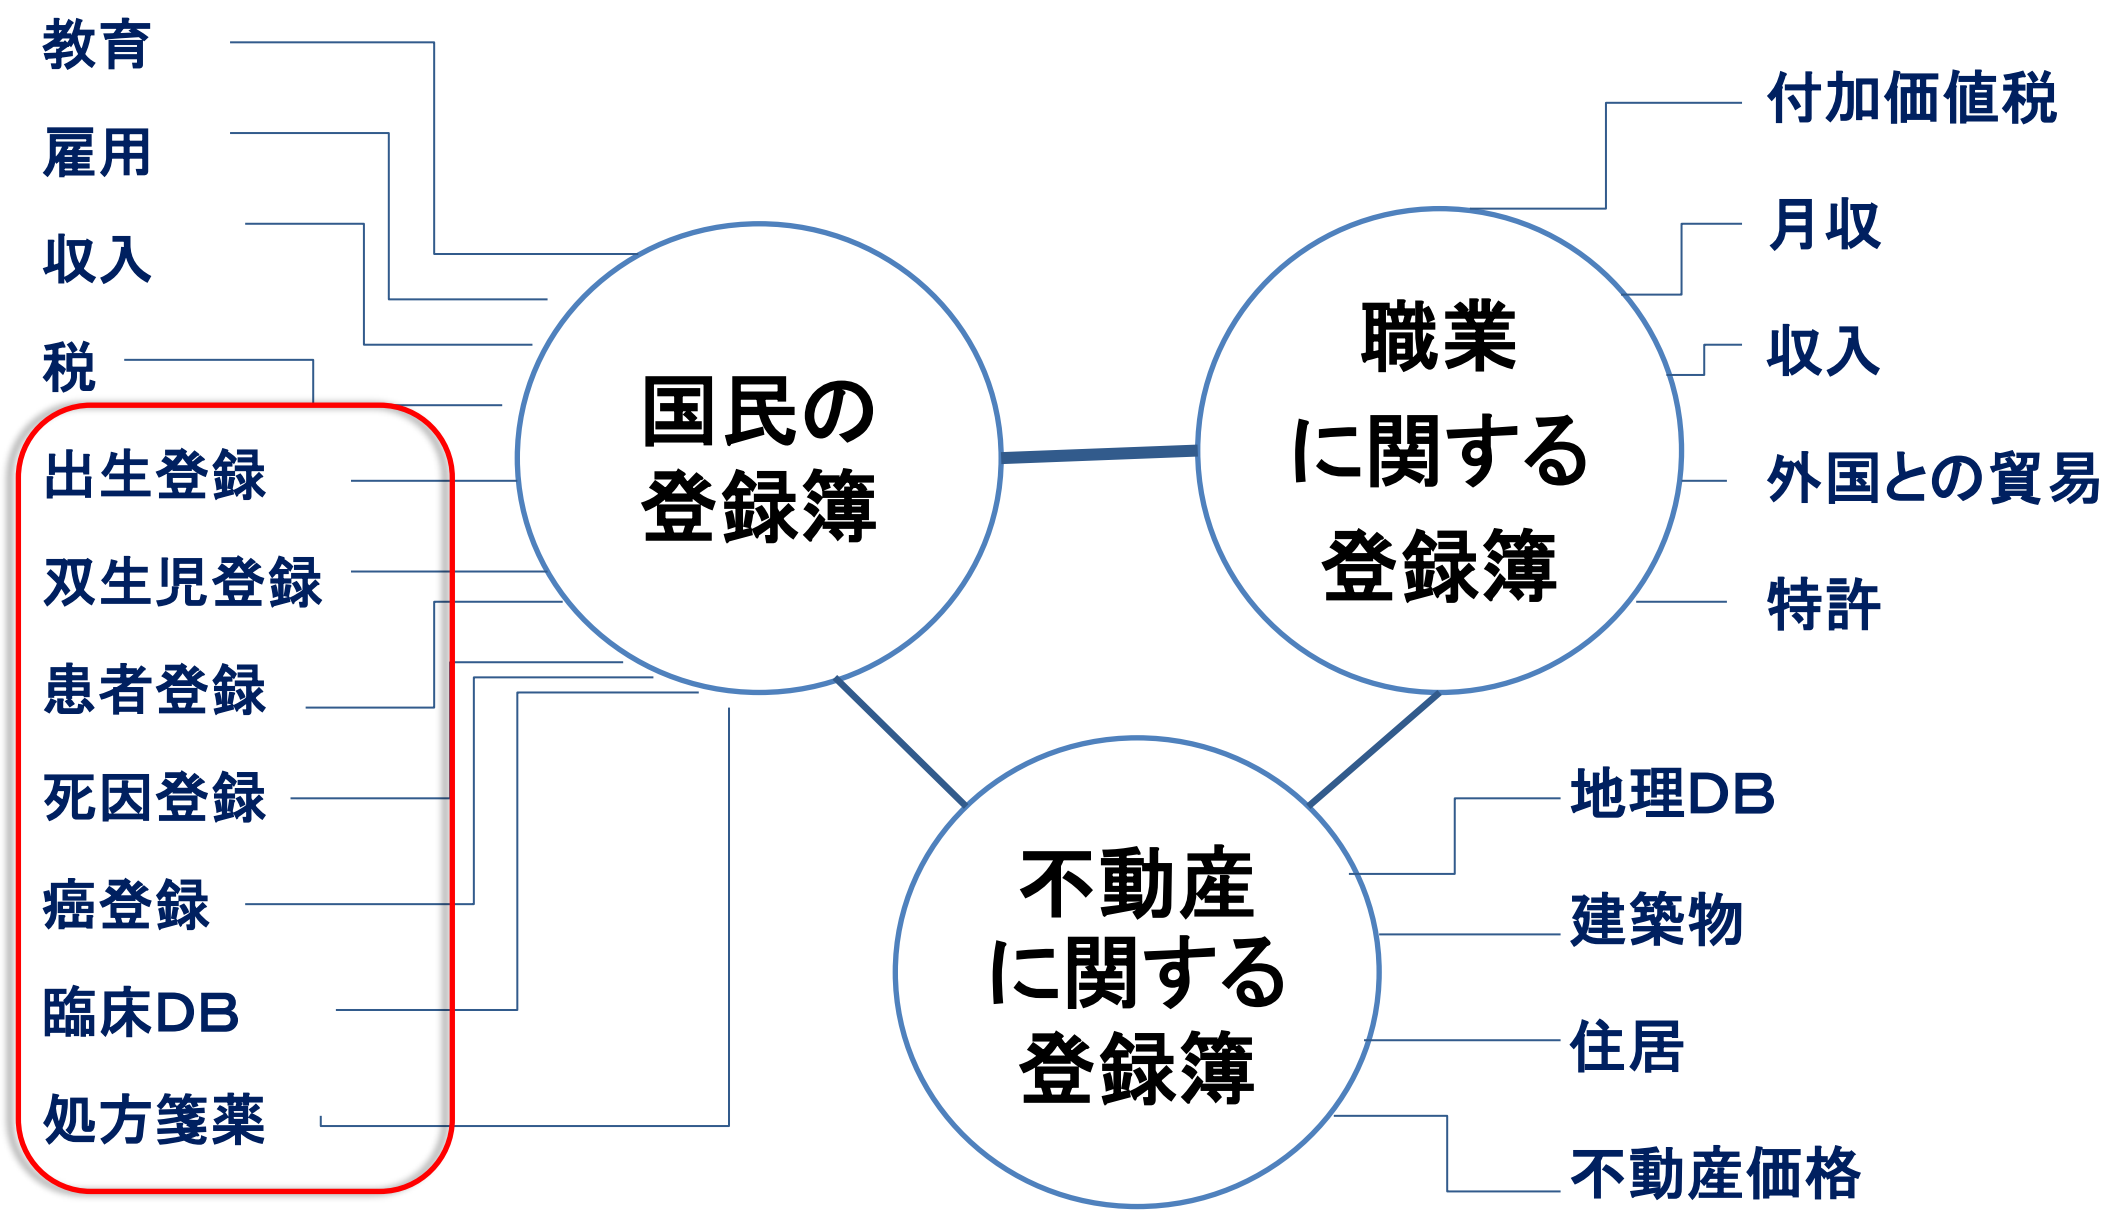 教育
雇用
収入
税
出生登録
双生児登録
患者登録
死因登録
癌登録
臨床DB
処方箋薬
国民の
登録簿
職業
に関する
登録簿
不動産
に関する
登録簿
付加価値税
月収
収入
外国との貿易
特許
地理DB
建築物
住居
不動産価格